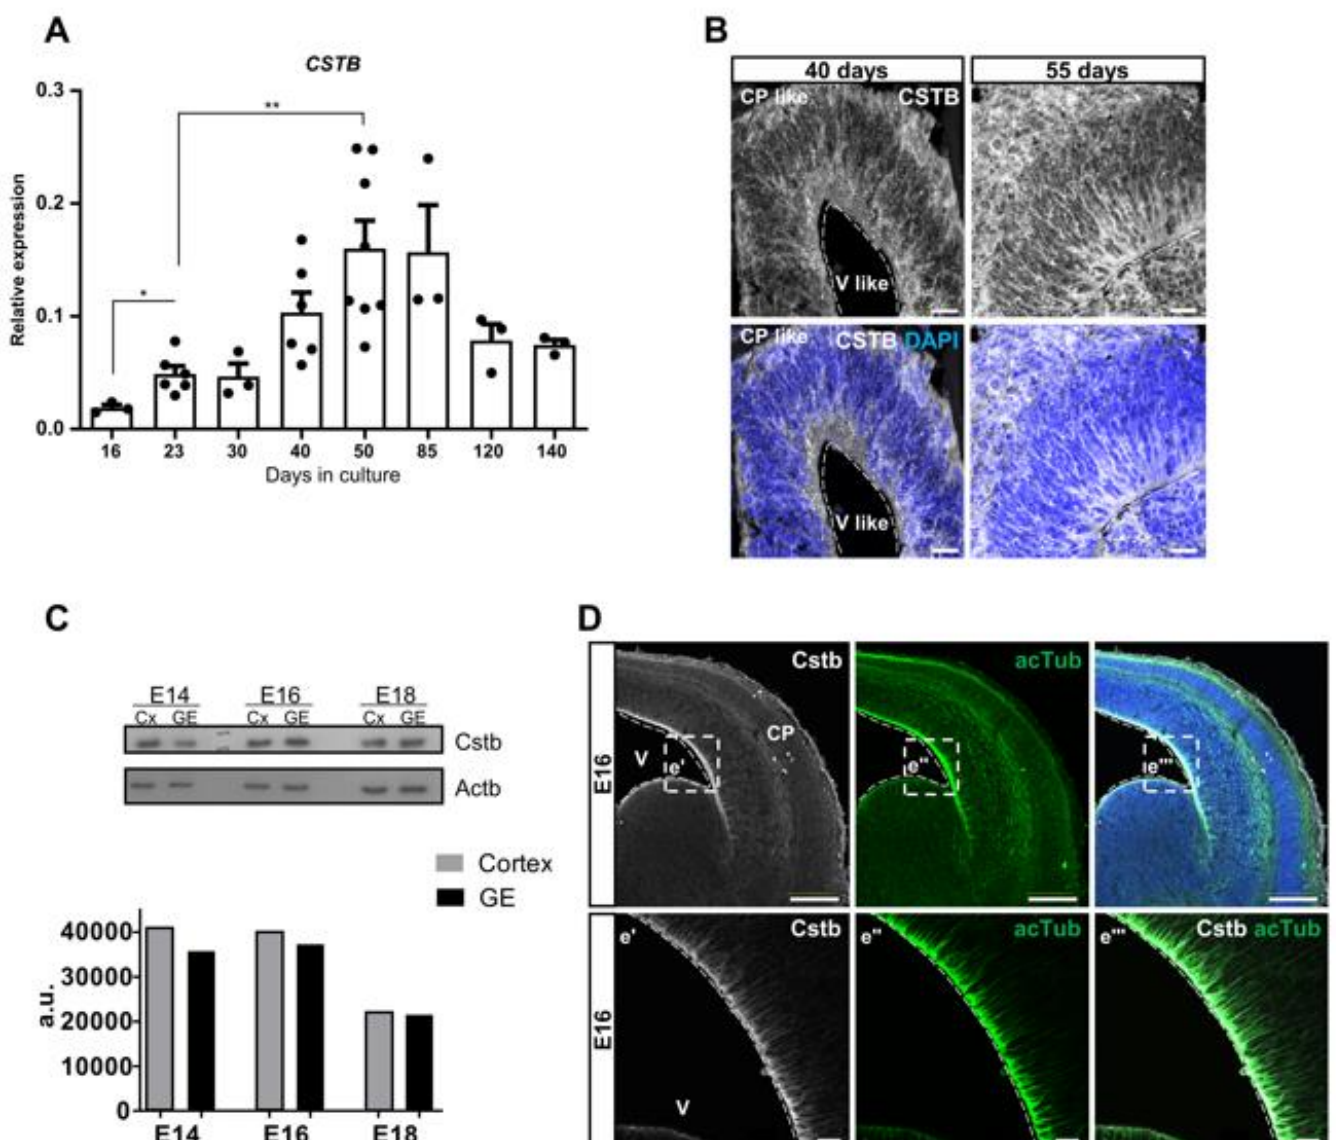 A
CSTB
Relative expression
0.3
0.2
0.1
0.0
*
**
16 23 30 40 50 85 120 140
Days in culture
B
40 days 55 days
CP like CSTB
V like
CP like CSTB DAPI
V like
C
E14 E16 E18
Cx GE Cx GE Cx GE
Cstb
Actb
Cortex
GE
a.u.
40000
30000
20000
10000
0
E14 E16 E18
D
E16
Cstb acTub
CP
V
e' e'' e'''
E16
e' Cstb e'' acTub e''' Cstb acTub
V